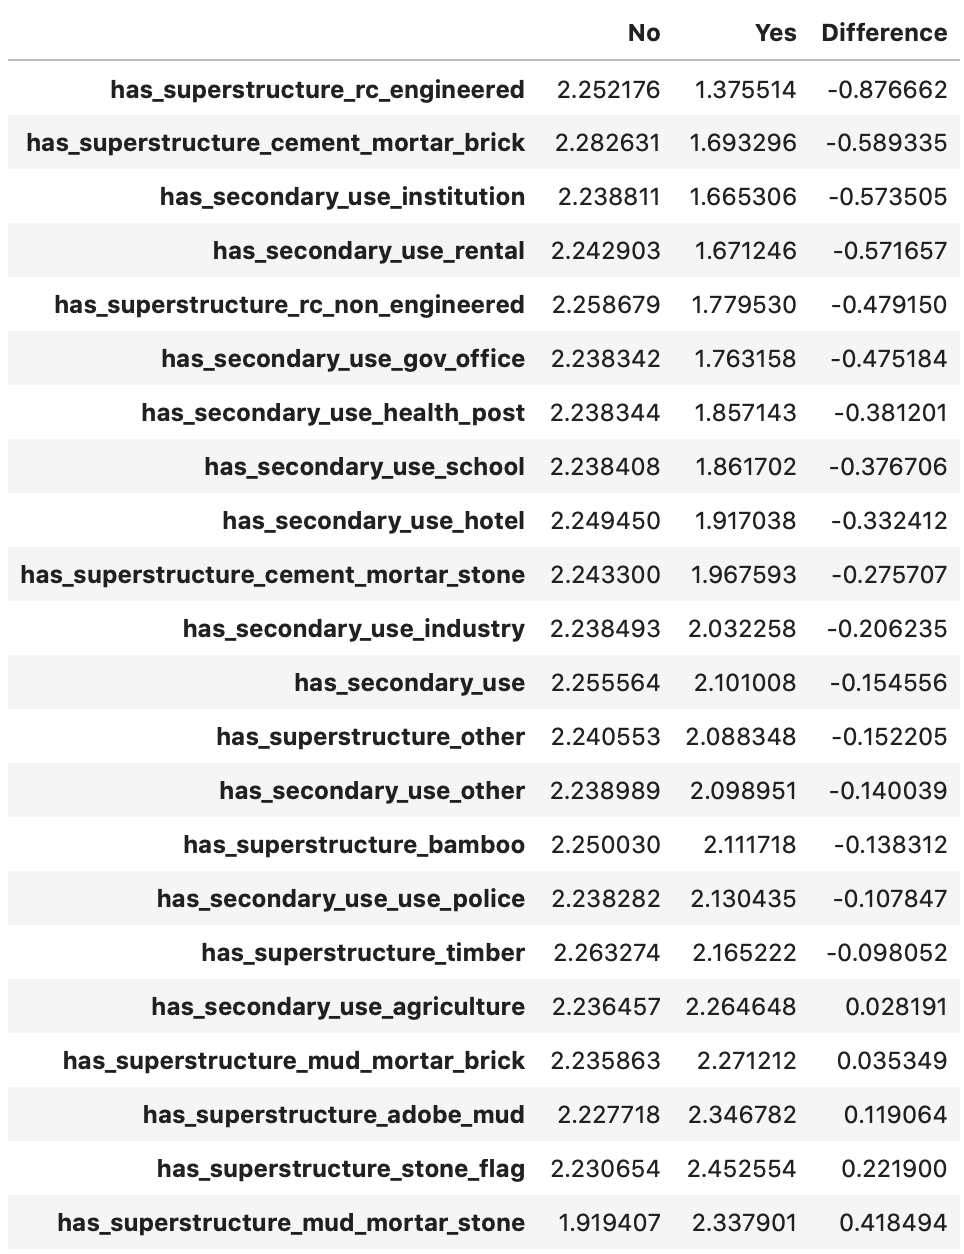 No Yes Difference
has_superstructure_rc_engineered 2.252176 1.375514 -0.876662
has_superstructure_cement_mortar_brick 2.282631 1.693296 -0.589335
has_secondary_use_institution 2.238811 1.665306 -0.573505
has_secondary_use_rental 2.242903 1.671246 -0.571657
has_superstructure_rc_non_engineered 2.258679 1.779530 -0.479150
has_secondary_use_gov_office 2.238342 1.763158 -0.475184
has_secondary_use_health_post 2.238344 1.857143 -0.381201
has_secondary_use_school 2.238408 1.861702 -0.376706
has_secondary_use_hotel 2.249450 1.917038 -0.332412
has_superstructure_cement_mortar_stone 2.243300 1.967593 -0.275707
has_secondary_use_industry 2.238493 2.032258 -0.206235
has_secondary_use 2.255564 2.101008 -0.154556
has_superstructure_other 2.240553 2.088348 -0.152205
has_secondary_use_other 2.238989 2.098951 -0.140039
has_superstructure_bamboo 2.250030 2.111718 -0.138312
has_secondary_use_use_police 2.238282 2.130435 -0.107847
has_superstructure_timber 2.263274 2.165222 -0.098052
has_secondary_use_agriculture 2.236457 2.264648 0.028191
has_superstructure_mud_mortar_brick 2.235863 2.271212 0.035349
has_superstructure_adobe_mud 2.227718 2.346782 0.119064
has_superstructure_stone_flag 2.230654 2.452554 0.221900
has_superstructure_mud_mortar_stone 1.919407 2.337901 0.418494